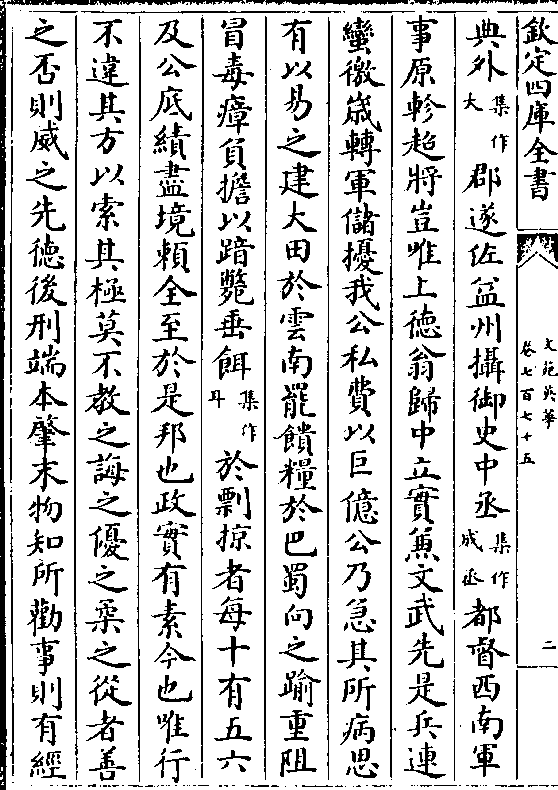 欽定四庫全書
文苑英華
卷七百七十五
二
典外集作大郡遂佐益州攝御史中丞集作成丞都督西南軍
事原軫超將豈唯上德翁歸中立實兼文武先是兵連
蠻徼歲轉軍儲擾我公私費以巨億公乃急其所病思
有以易之建大田於雲南罷饋糧於巴蜀向之踰重阻
冒毒瘴負擔以踣斃垂餌集作耳於剽掠者每十有五六
及公底績盡境頼全至於是邦也政實有素今也唯行
不違其方以索其極莫不教之誨之優之柔之從者善
之否則威之先德後刑端本肇末物知所勸事則有經